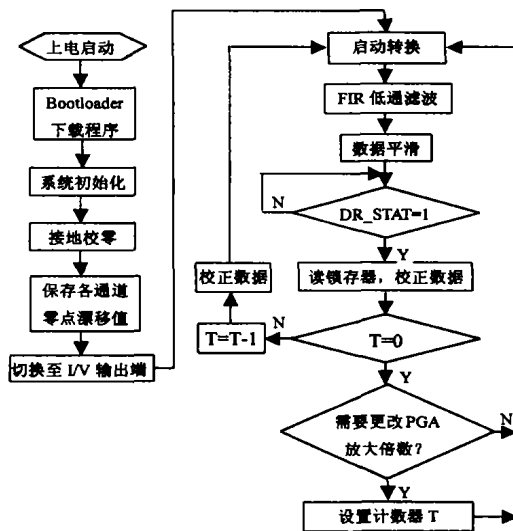 上电启动
Bootloader
下载程序
系统初始化
接地校零
保存各通道
零点漂移值
切换至 I/V 输出端
启动转换
FIR 低通滤波
数据平滑
N
DR_STAT=1
Y
校正数据
读锁存器，校正数据
T=T-1
N
T=0
Y
需要更改 PGA
放大倍数？
N
Y
设置计数器 T